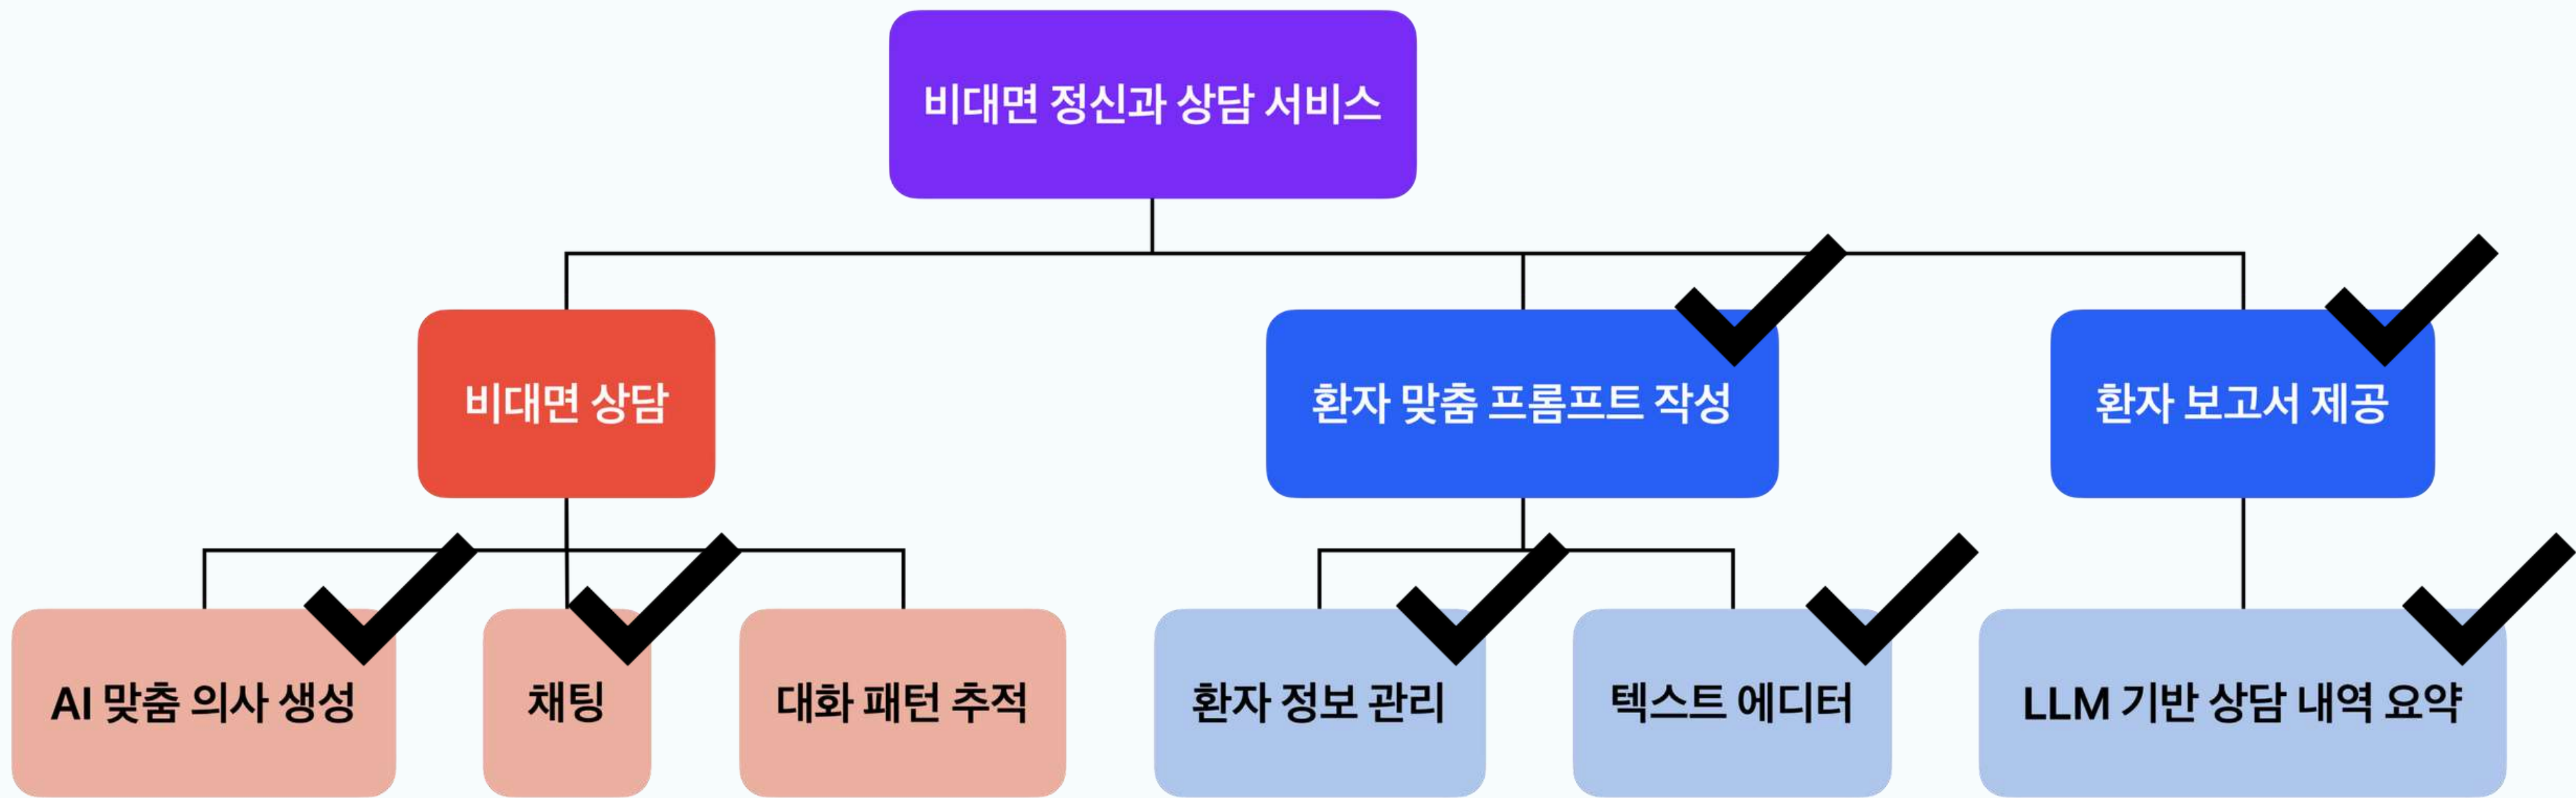 비대면 정신과 상담 서비스
비대면 상담
환자 맞춤 프롬프트 작성
환자 보고서 제공
AI 맞춤 의사 생성
채팅
대화 패턴 추적
환자 정보 관리
텍스트 에디터
LLM 기반 상담 내역 요약